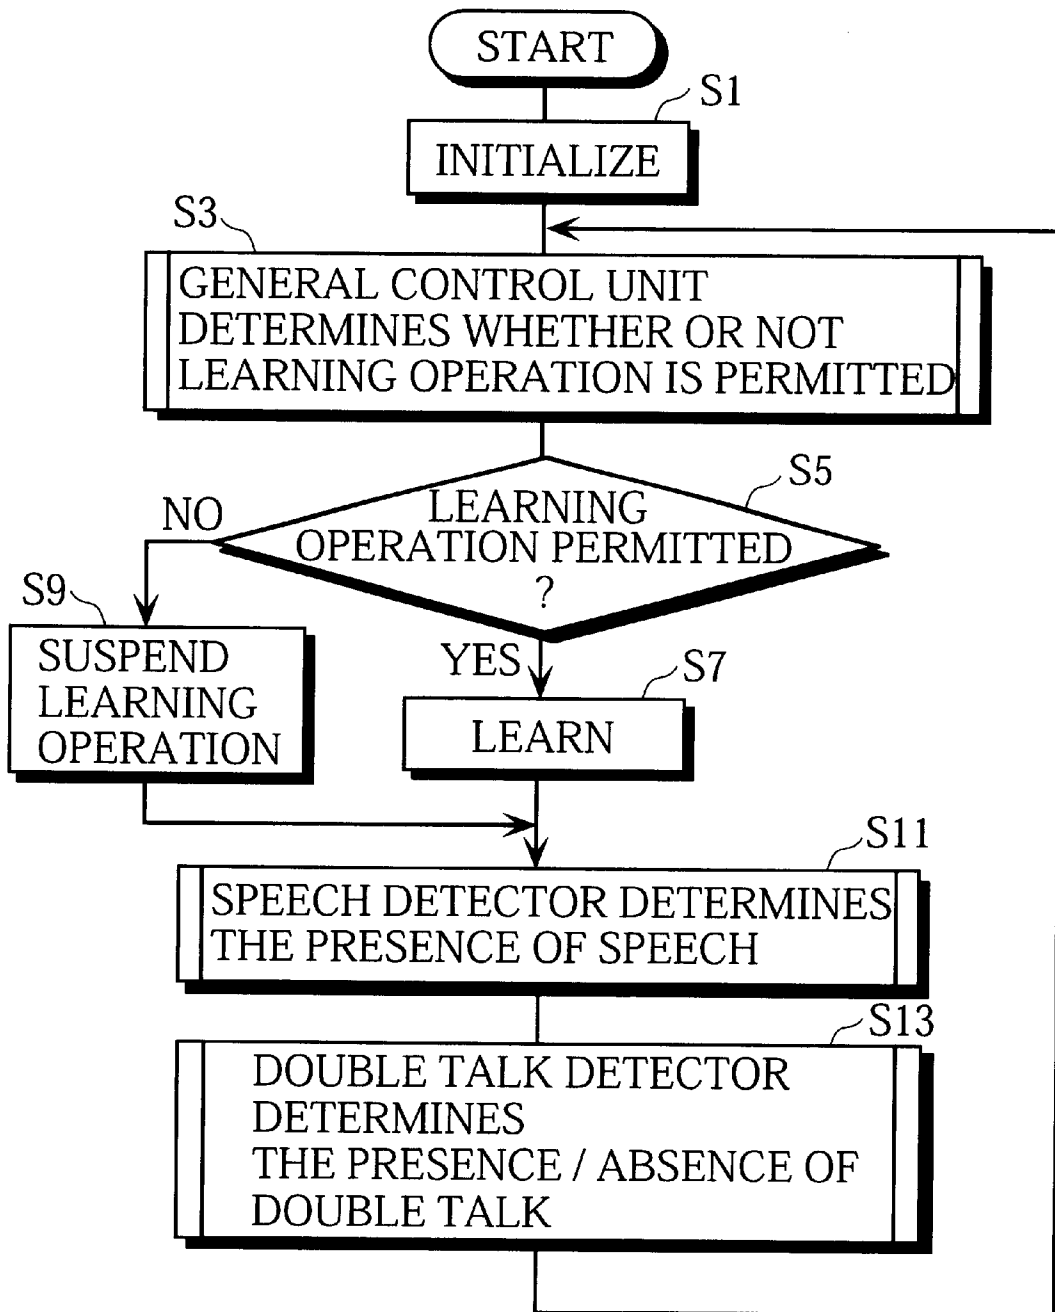 START
S1
INITIALIZE
S3
GENERAL CONTROL UNIT
DETERMINES WHETHER OR NOT
LEARNING OPERATION IS PERMITTED
S5
LEARNING
OPERATION PERMITTED
?
NO
YES
S9
SUSPEND
LEARNING
OPERATION
S7
LEARN
S11
SPEECH DETECTOR DETERMINES
THE PRESENCE OF SPEECH
S13
DOUBLE TALK DETECTOR
DETERMINES
THE PRESENCE / ABSENCE OF
DOUBLE TALK